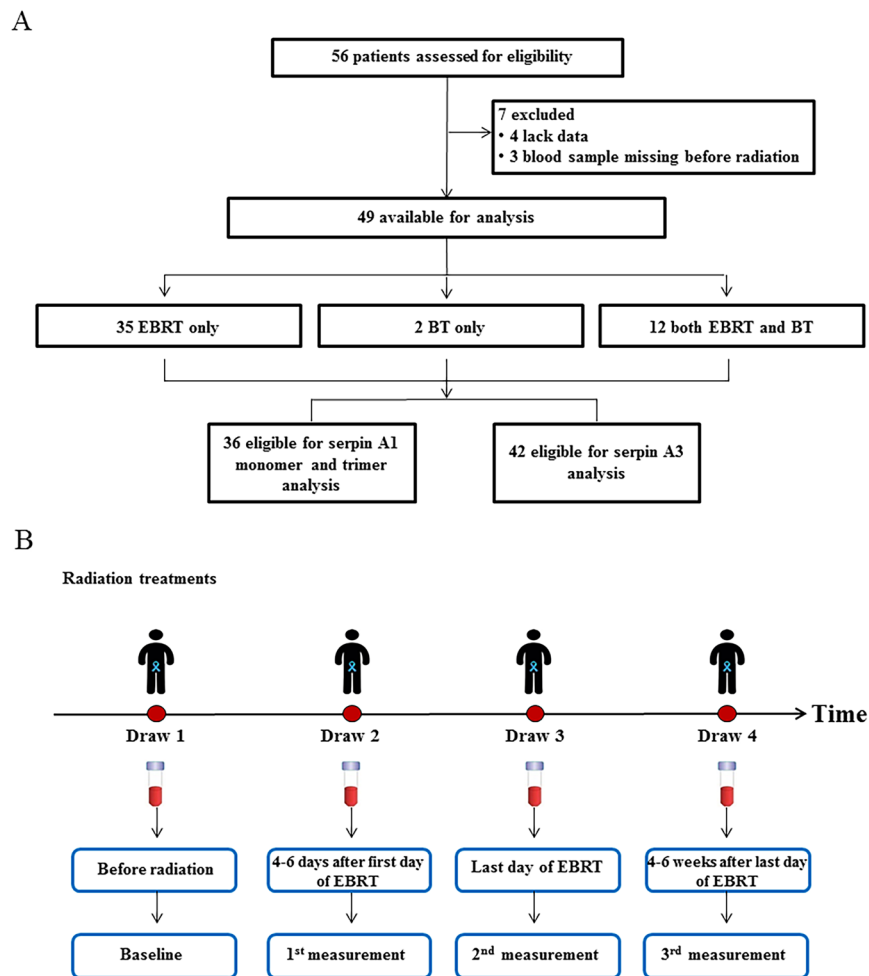 A
56 patients assessed for eligibility
7 excluded
• 4 lack data
• 3 blood sample missing before radiation
49 available for analysis
35 EBRT only
2 BT only
12 both EBRT and BT
36 eligible for serpin A1
monomer and trimer
analysis
42 eligible for serpin A3
analysis
B
Radiation treatments
Time
Draw 1
Draw 2
Draw 3
Draw 4
Before radiation
4-6 days after first day
of EBRT
Last day of EBRT
4-6 weeks after last day
of EBRT
Baseline
1st measurement
2nd measurement
3rd measurement